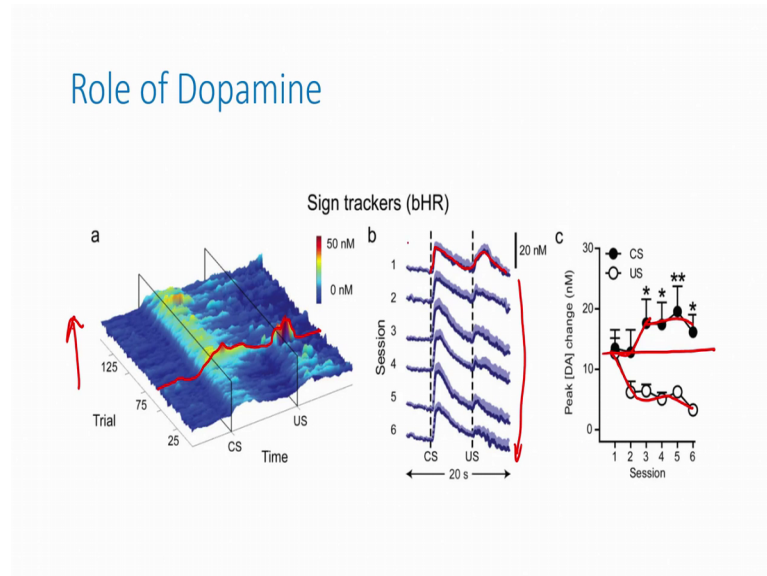 Role of Dopamine
Sign trackers (bHR)
a
50 nM
0 nM
125
75
25
Trial
CS
US
Time
b
20 nM
1
2
3
4
5
6
Session
CS
US
20 s
c
CS
US
30
20
10
0
Peak [DA] change (nM)
* * ** *
1 2 3 4 5 6
Session